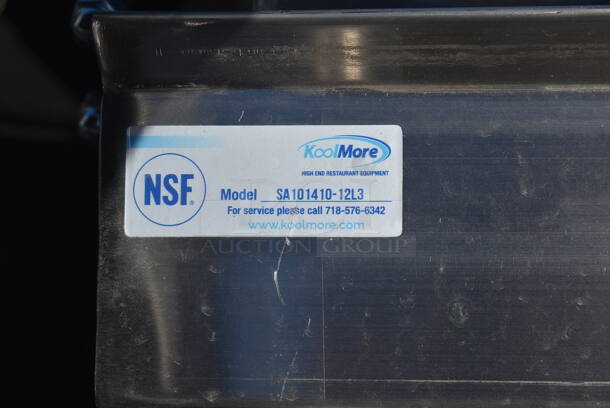 KoolMore
HIGH END RESTAURANT EQUIPMENT
NSF®
Model SA101410-12L3
For service please call 718-576-6342
www.koolmore.com
AUCTION GROUP